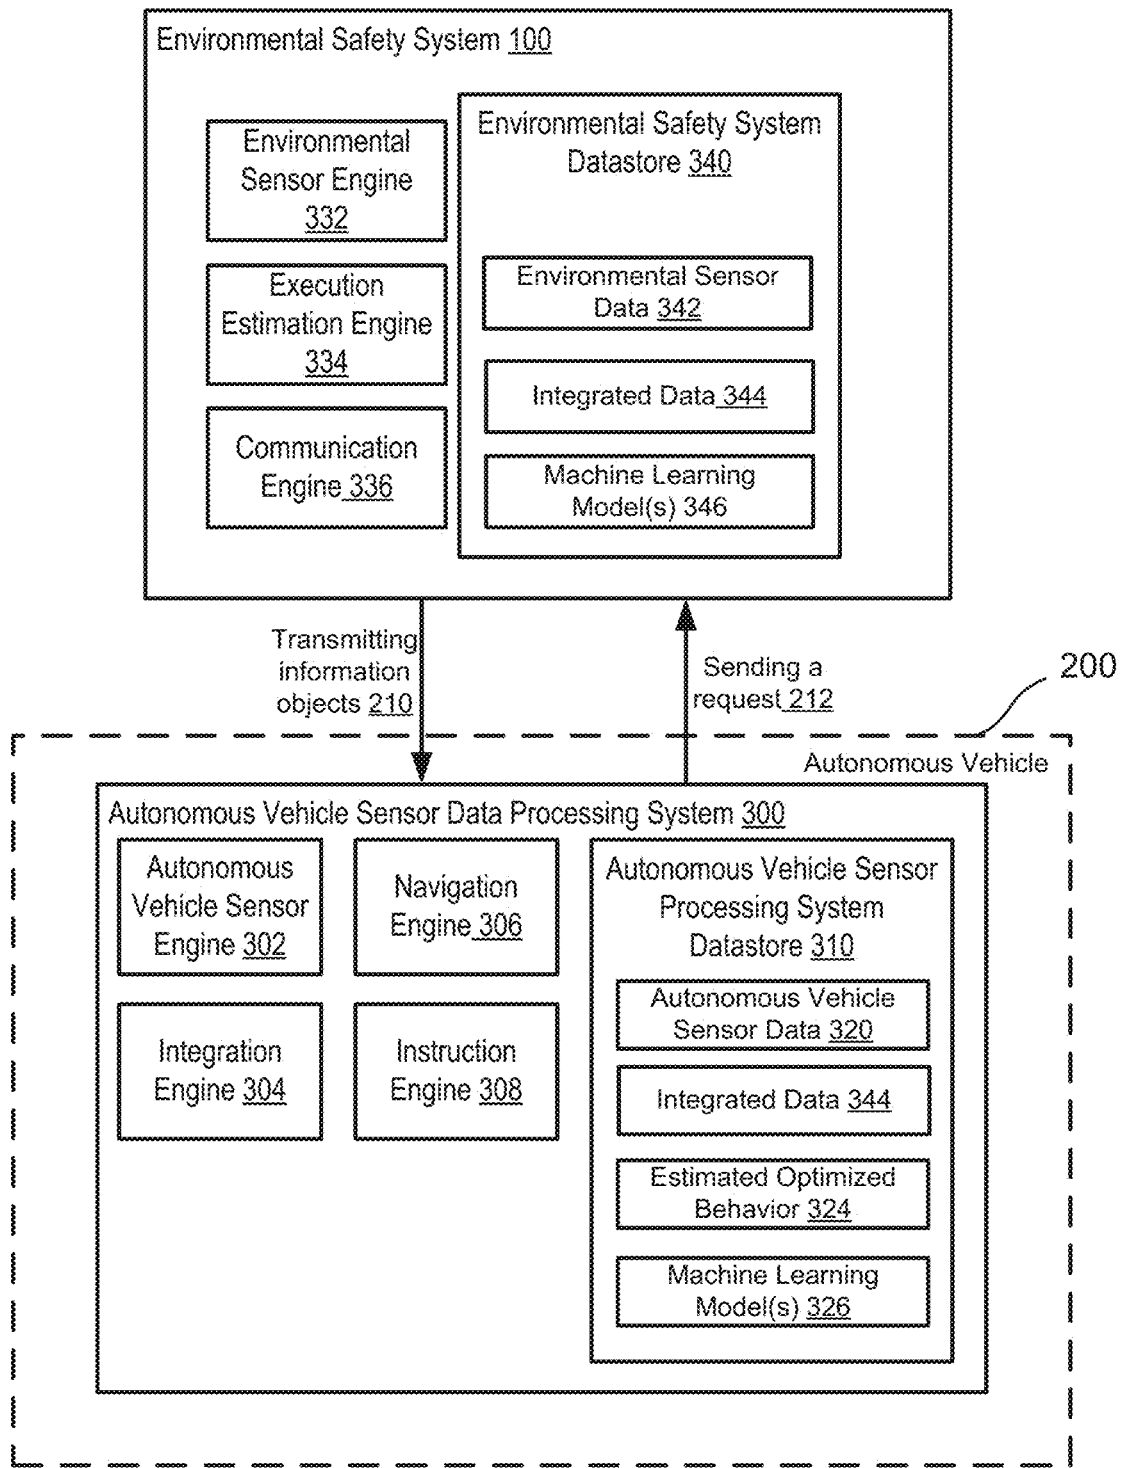 Environmental Safety System 100
Environmental
Sensor Engine
332
Execution
Estimation Engine
334
Communication
Engine 336
Environmental Safety System
Datastore 340
Environmental Sensor
Data 342
Integrated Data 344
Machine Learning
Model(s) 346
Transmitting
information
objects 210
Sending a
request 212
200
Autonomous Vehicle
Autonomous Vehicle Sensor Data Processing System 300
Autonomous
Vehicle Sensor
Engine 302
Navigation
Engine 306
Integration
Engine 304
Instruction
Engine 308
Autonomous Vehicle Sensor
Processing System
Datastore 310
Autonomous Vehicle
Sensor Data 320
Integrated Data 344
Estimated Optimized
Behavior 324
Machine Learning
Model(s) 326